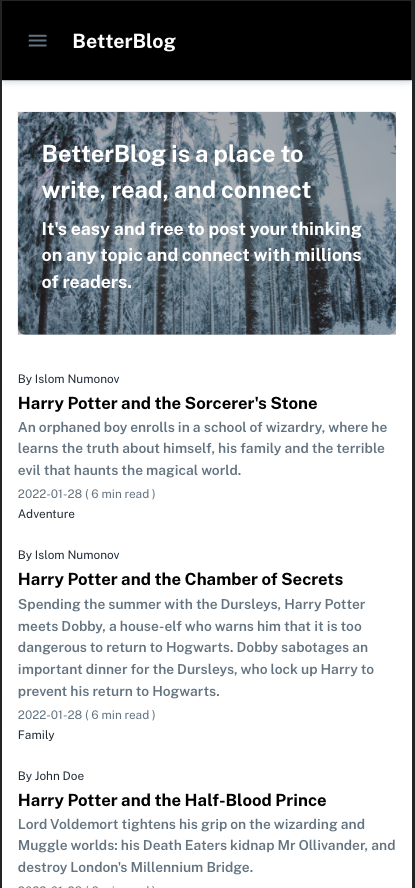 BetterBlog
BetterBlog is a place to
write, read, and connect
It's easy and free to post your thinking
on any topic and connect with millions
of readers.
By Islom Numonov
Harry Potter and the Sorcerer's Stone
An orphaned boy enrolls in a school of wizardry, where he
learns the truth about himself, his family and the terrible
evil that haunts the magical world.
2022-01-28 ( 6 min read )
Adventure
By Islom Numonov
Harry Potter and the Chamber of Secrets
Spending the summer with the Dursleys, Harry Potter
meets Dobby, a house-elf who warns him that it is too
dangerous to return to Hogwarts. Dobby sabotages an
important dinner for the Dursleys, who lock up Harry to
prevent his return to Hogwarts.
2022-01-28 ( 6 min read )
Family
By John Doe
Harry Potter and the Half-Blood Prince
Lord Voldemort tightens his grip on the wizarding and
Muggle worlds: his Death Eaters kidnap Mr Ollivander, and
destroy London's Millennium Bridge.